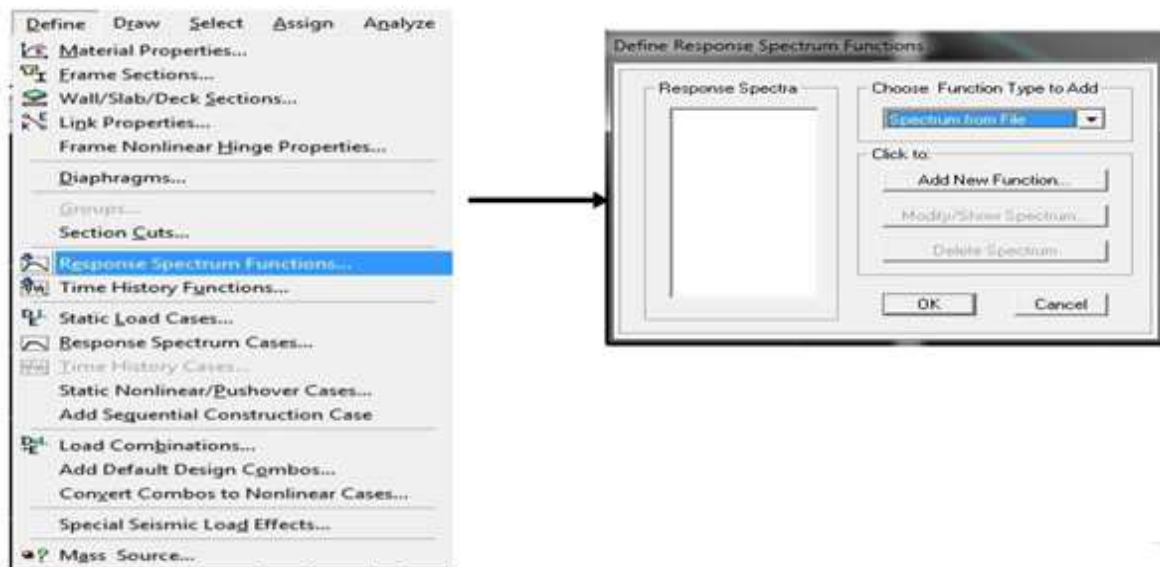 Define Draw Select Assign Analyze
Material Properties...
Frame Sections...
Wall/Slab/Deck Sections...
Link Properties...
Frame Nonlinear Hinge Properties...
Diaphragms...
Groups...
Section Cuts...
Response Spectrum Functions...
Time History Functions...
Static Load Cases...
Response Spectrum Cases...
Time History Cases...
Static Nonlinear/Pushover Cases...
Add Sequential Construction Case
Load Combinations...
Add Default Design Combos...
Convert Combos to Nonlinear Cases...
Special Seismic Load Effects...
Mass Source...
Define Response Spectrum Functions
Response Spectra
Choose Function Type to Add
Spectrum from File
Click to:
Add New Function...
Modify/Show Spectrum...
Delete Spectrum
OK Cancel